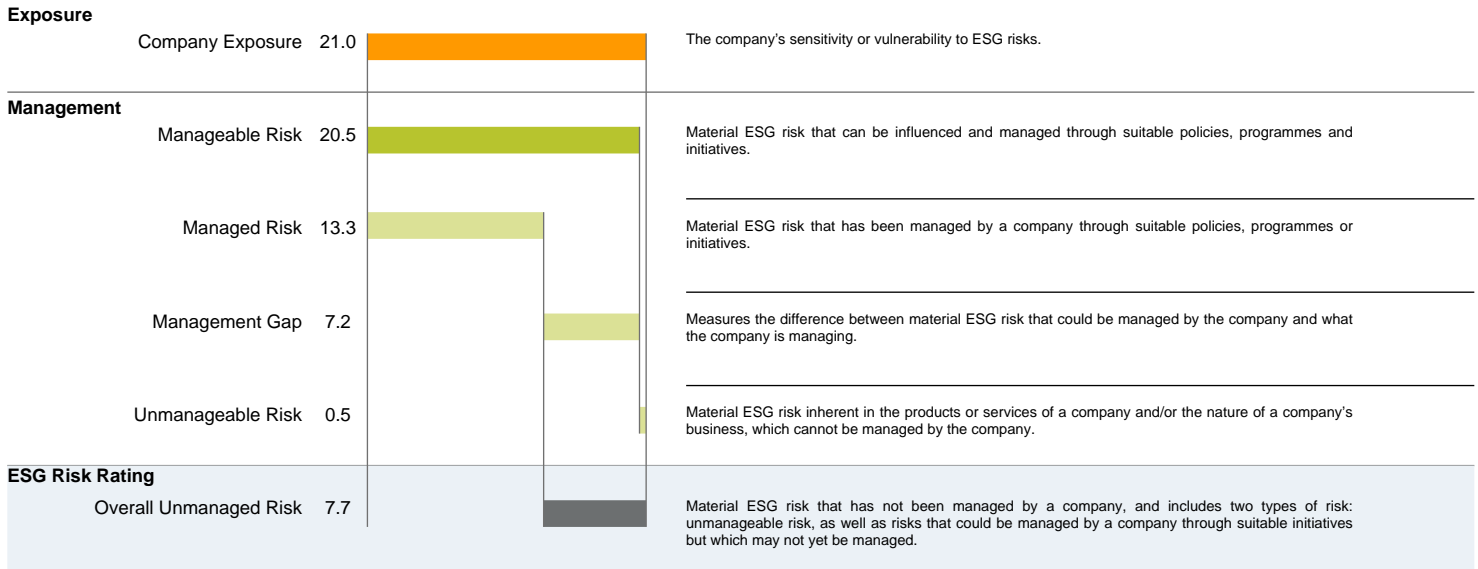 Exposure
Company Exposure 21.0
The company’s sensitivity or vulnerability to ESG risks.
Management
Manageable Risk 20.5
Material ESG risk that can be influenced and managed through suitable policies, programmes and
initiatives.
Managed Risk 13.3
Material ESG risk that has been managed by a company through suitable policies, programmes or
initiatives.
Management Gap 7.2
Measures the difference between material ESG risk that could be managed by the company and what
the company is managing.
Unmanageable Risk 0.5
Material ESG risk inherent in the products or services of a company and/or the nature of a company’s
business, which cannot be managed by the company.
ESG Risk Rating
Overall Unmanaged Risk 7.7
Material ESG risk that has not been managed by a company, and includes two types of risk:
unmanageable risk, as well as risks that could be managed by a company through suitable initiatives
but which may not yet be managed.